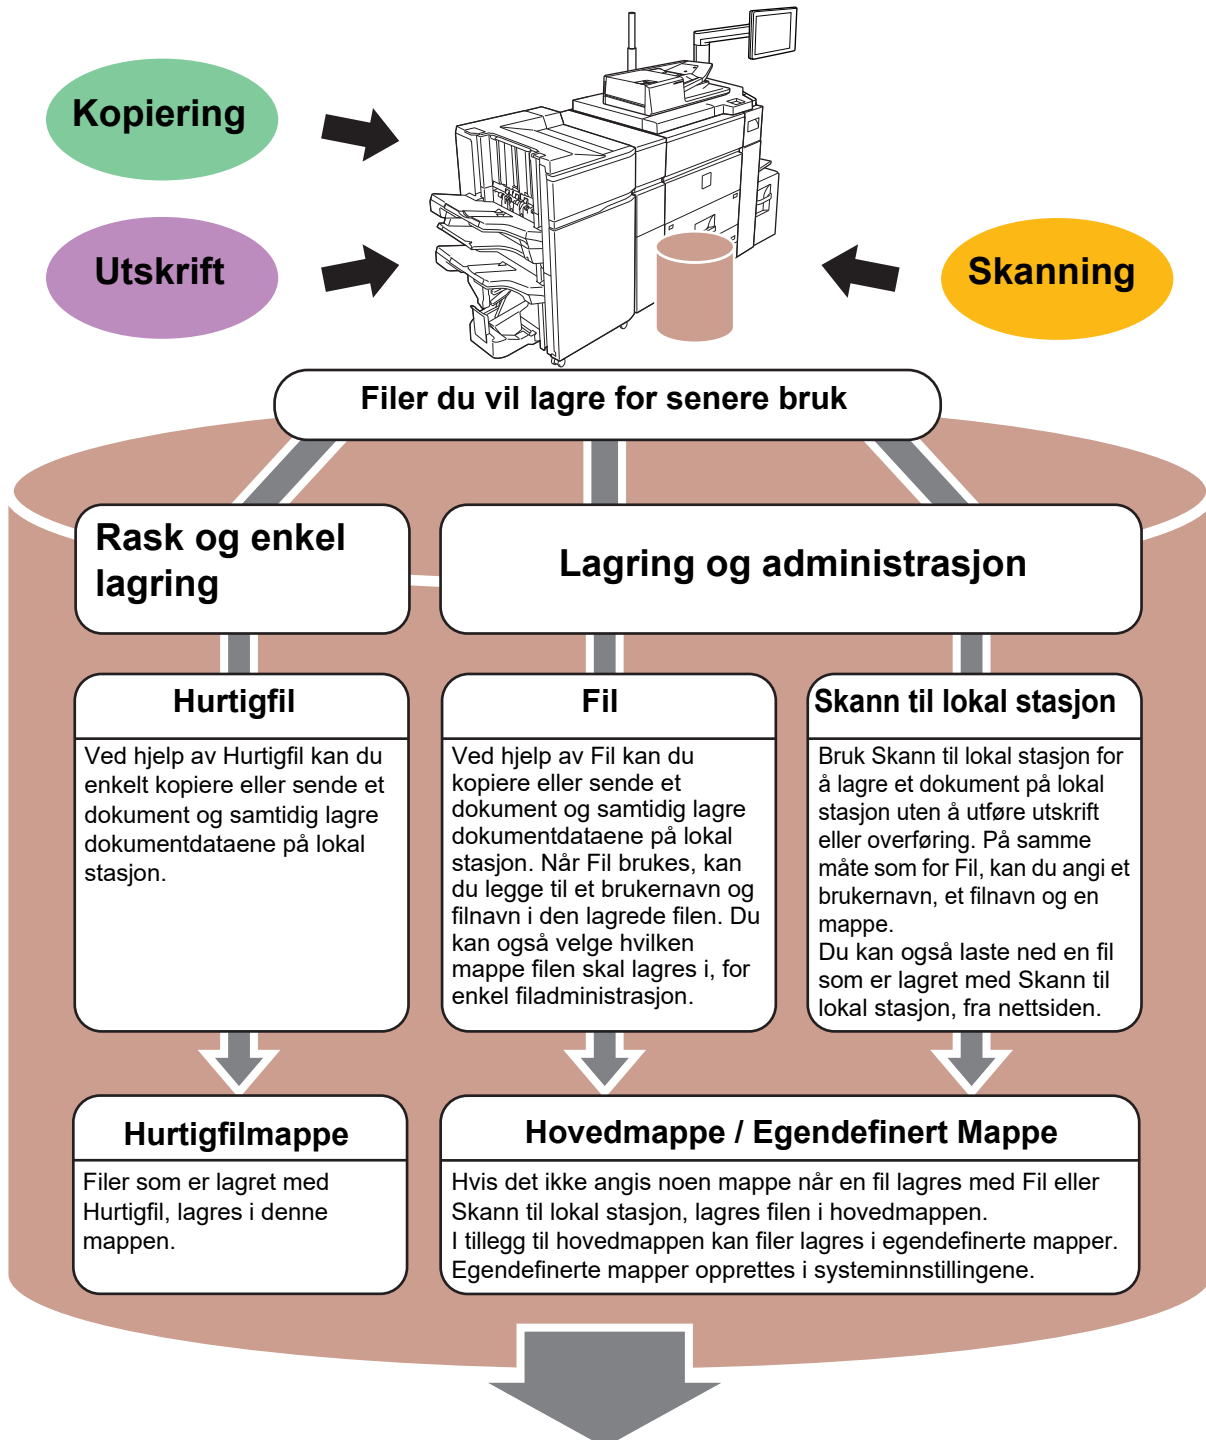 Kopiering
Utskrift
Skanning
Filer du vil lagre for senere bruk
Rask og enkel
lagring
Lagring og administrasjon
Hurtigfil
Ved hjelp av Hurtigfil kan du
enkelt kopiere eller sende et
dokument og samtidig lagre
dokumentdataene på lokal
stasjon.
Fil
Ved hjelp av Fil kan du
kopiere eller sende et
dokument og samtidig lagre
dokumentdataene på lokal
stasjon. Når Fil brukes, kan
du legge til et brukernavn og
filnavn i den lagrede filen. Du
kan også velge hvilken
mappe filen skal lagres i, for
enkel filadministrasjon.
Skann til lokal stasjon
Bruk Skann til lokal stasjon for
å lagre et dokument på lokal
stasjon uten å utføre utskrift
eller overføring. På samme
måte som for Fil, kan du angi et
brukernavn, et filnavn og en
mappe.
Du kan også laste ned en fil
som er lagret med Skann til
lokal stasjon, fra nettsiden.
Hurtigfilmappe
Filer som er lagret med
Hurtigfil, lagres i denne
mappen.
Hovedmappe / Egendefinert Mappe
Hvis det ikke angis noen mappe når en fil lagres med Fil eller
Skann til lokal stasjon, lagres filen i hovedmappen.
I tillegg til hovedmappen kan filer lagres i egendefinerte mapper.
Egendefinerte mapper opprettes i systeminnstillingene.